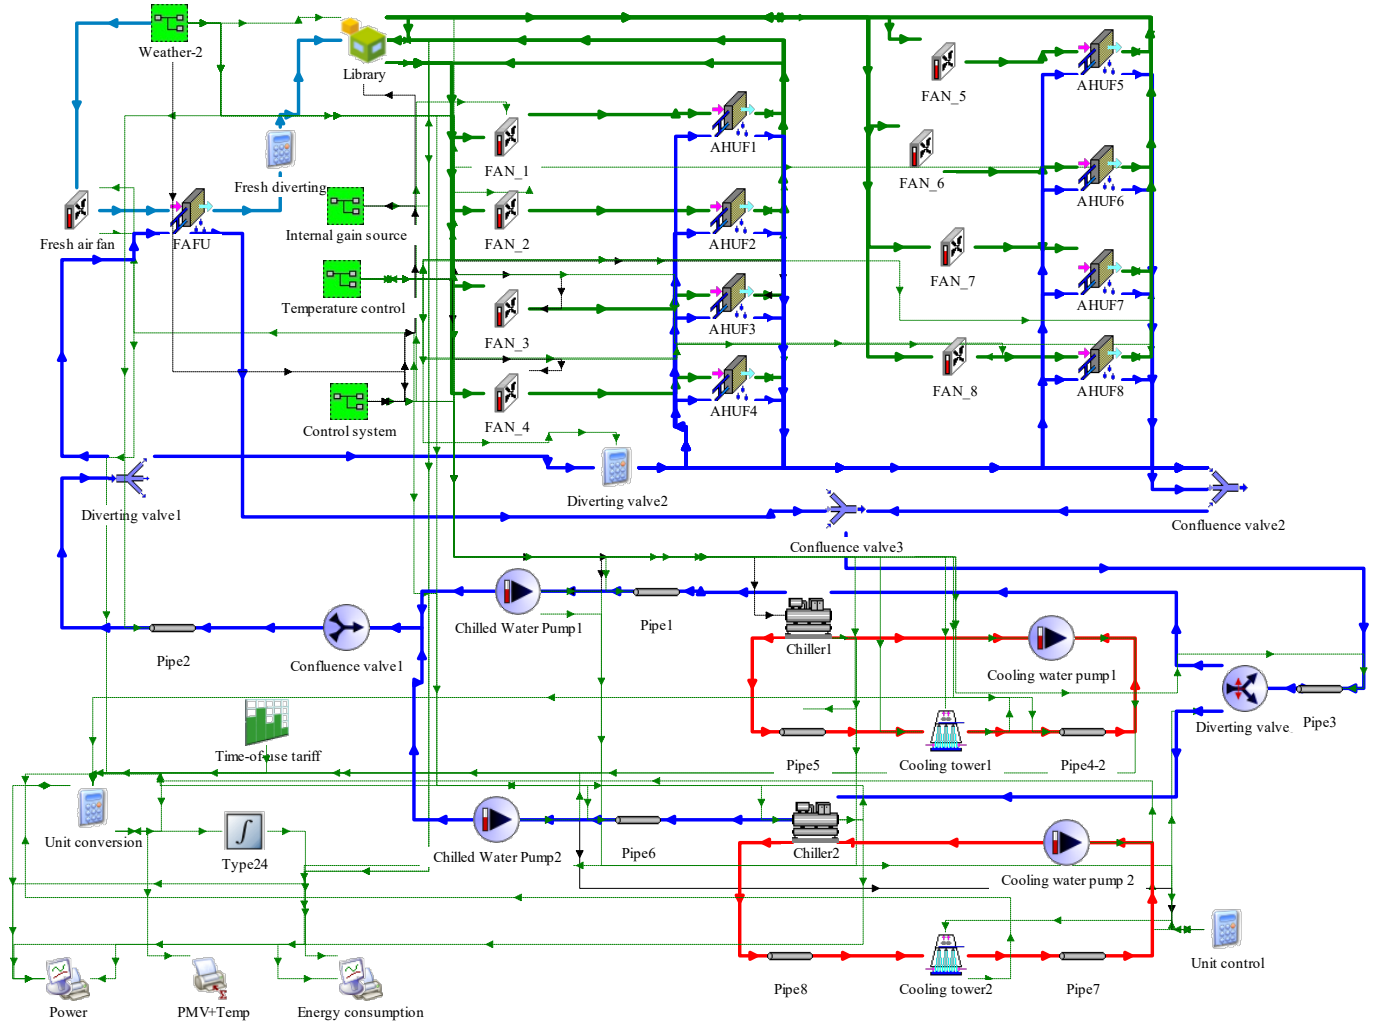 Weather-2
Library
FAN_5
AHUF5
FAN_1
AHUF1
Fresh diverting
FAN_6
AHUF6
Fresh air fan
FAFU
Internal gain source
FAN_2
AHUF2
FAN_7
AHUF7
Temperature control
FAN_3
AHUF3
FAN_8
AHUF8
Control system
FAN_4
AHUF4
Diverting valve1
Diverting valve2
Confluence valve3
Confluence valve2
Pipe2
Confluence valve1
Chilled Water Pump1
Pipe1
Chiller1
Cooling water pump1
Diverting valve
Pipe3
Time-of-use tariff
Pipe5
Cooling tower1
Pipe4-2
Unit conversion
Type24
Chilled Water Pump2
Pipe6
Chiller2
Cooling water pump 2
Pipe8
Cooling tower2
Pipe7
Unit control
Power
PMV+Temp
Energy consumption